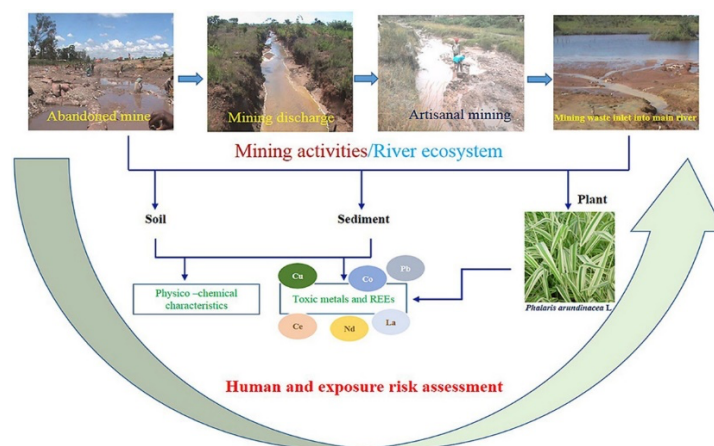 Abandoned mine
Mining discharge
Artisanal mining
Mining waste inlet into main river
Mining activities/River ecosystem
Soil
Sediment
Plant
Cu
Co
Pb
Physico –chemical
characteristics
Toxic metals and REEs
Ce
Nd
La
Phalaris arundinacea L
Human and exposure risk assessment